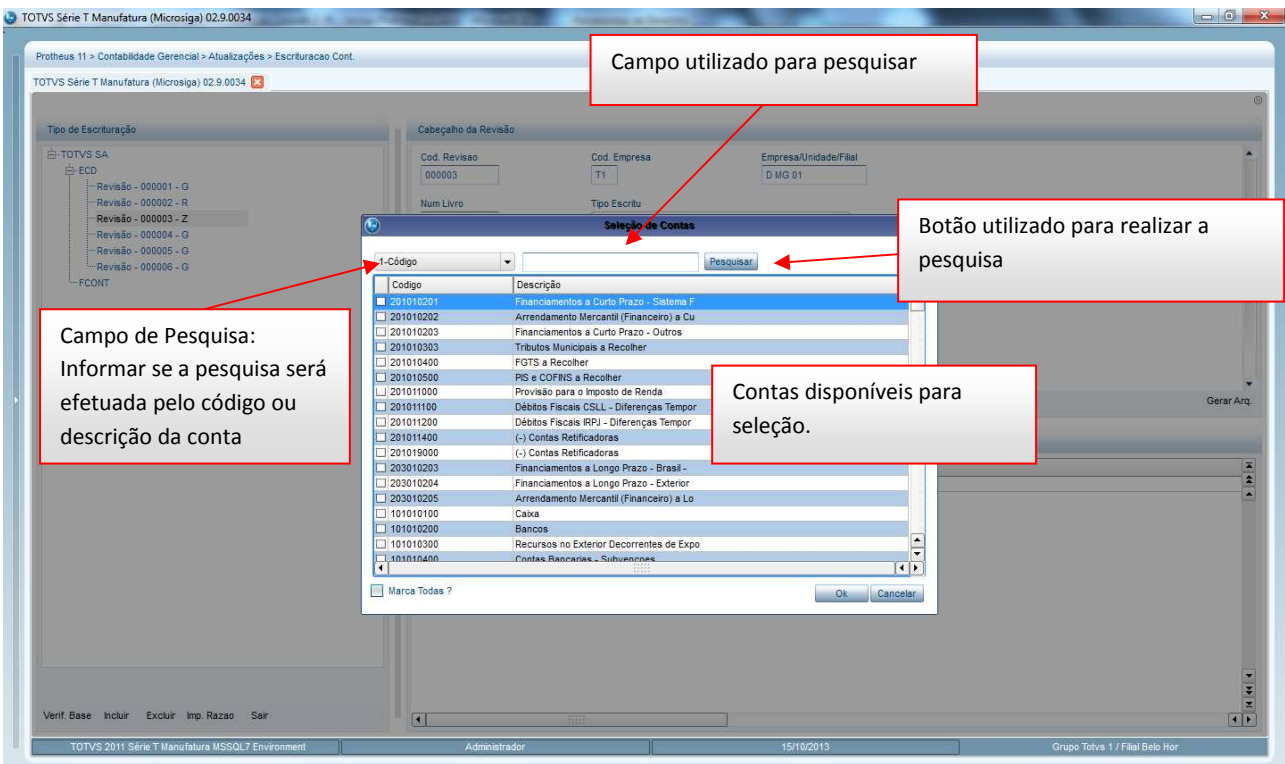 TOTVS Série T Manufatura (Microsiga) 02.9.0034
Protheus 11 > Contabilidade Gerencial > Atualizações > Escrituracao Cont.
TOTVS Série T Manufatura (Microsiga) 02.9.0034
Campo utilizado para pesquisar
Tipo de Escrituração
TOTVS SA
ECD
Revisão - 000001 - G
Revisão - 000002 - R
Revisão - 000003 - Z
Revisão - 000004 - G
Revisão - 000005 - G
Revisão - 000006 - G
FCONT
Cabeçalho da Revisão
Cod. Revisao Cod. Empresa Empresa/Unidade/Filial
000003 T1 D MG 01
Num Livro Tipo Escritu
Botão utilizado para realizar a
pesquisa
Seleção de Contas
1-Código Pesquisar
Codigo Descrição
201010201 Financiamentos a Curto Prazo - Sistema F
201010202 Arrendamento Mercantil (Financeiro) a Cu
201010203 Financiamentos a Curto Prazo - Outros
201010303 Tributos Municipais a Recolher
201010400 FGTS a Recolher
201010500 PIS e COFINS a Recolher
201011000 Provisão para o Imposto de Renda
201011100 Débitos Fiscais CSLL - Diferenças Tempor
201011200 Débitos Fiscais IRPJ - Diferenças Tempor
201011400 (-) Contas Retificadoras
201019000 (-) Contas Retificadoras
203010203 Financiamentos a Longo Prazo - Brasil -
203010204 Financiamentos a Longo Prazo - Exterior
203010205 Arrendamento Mercantil (Financeiro) a Lo
101010100 Caixa
101010200 Bancos
101010300 Recursos no Exterior Decorrentes de Expo
101010400 Contas Bancarias - Subvençoes
Marca Todas ? Ok Cancelar
Campo de Pesquisa:
Informar se a pesquisa será
efetuada pelo código ou
descrição da conta
Contas disponíveis para
seleção.
Gerar Arq.
Verif. Base Incluir Excluir Imp. Razao Sair
TOTVS 2011 Série T Manufatura MSSQL7 Environment Administrador 15/10/2013 Grupo Totvs 1 / Filial Belo Hor